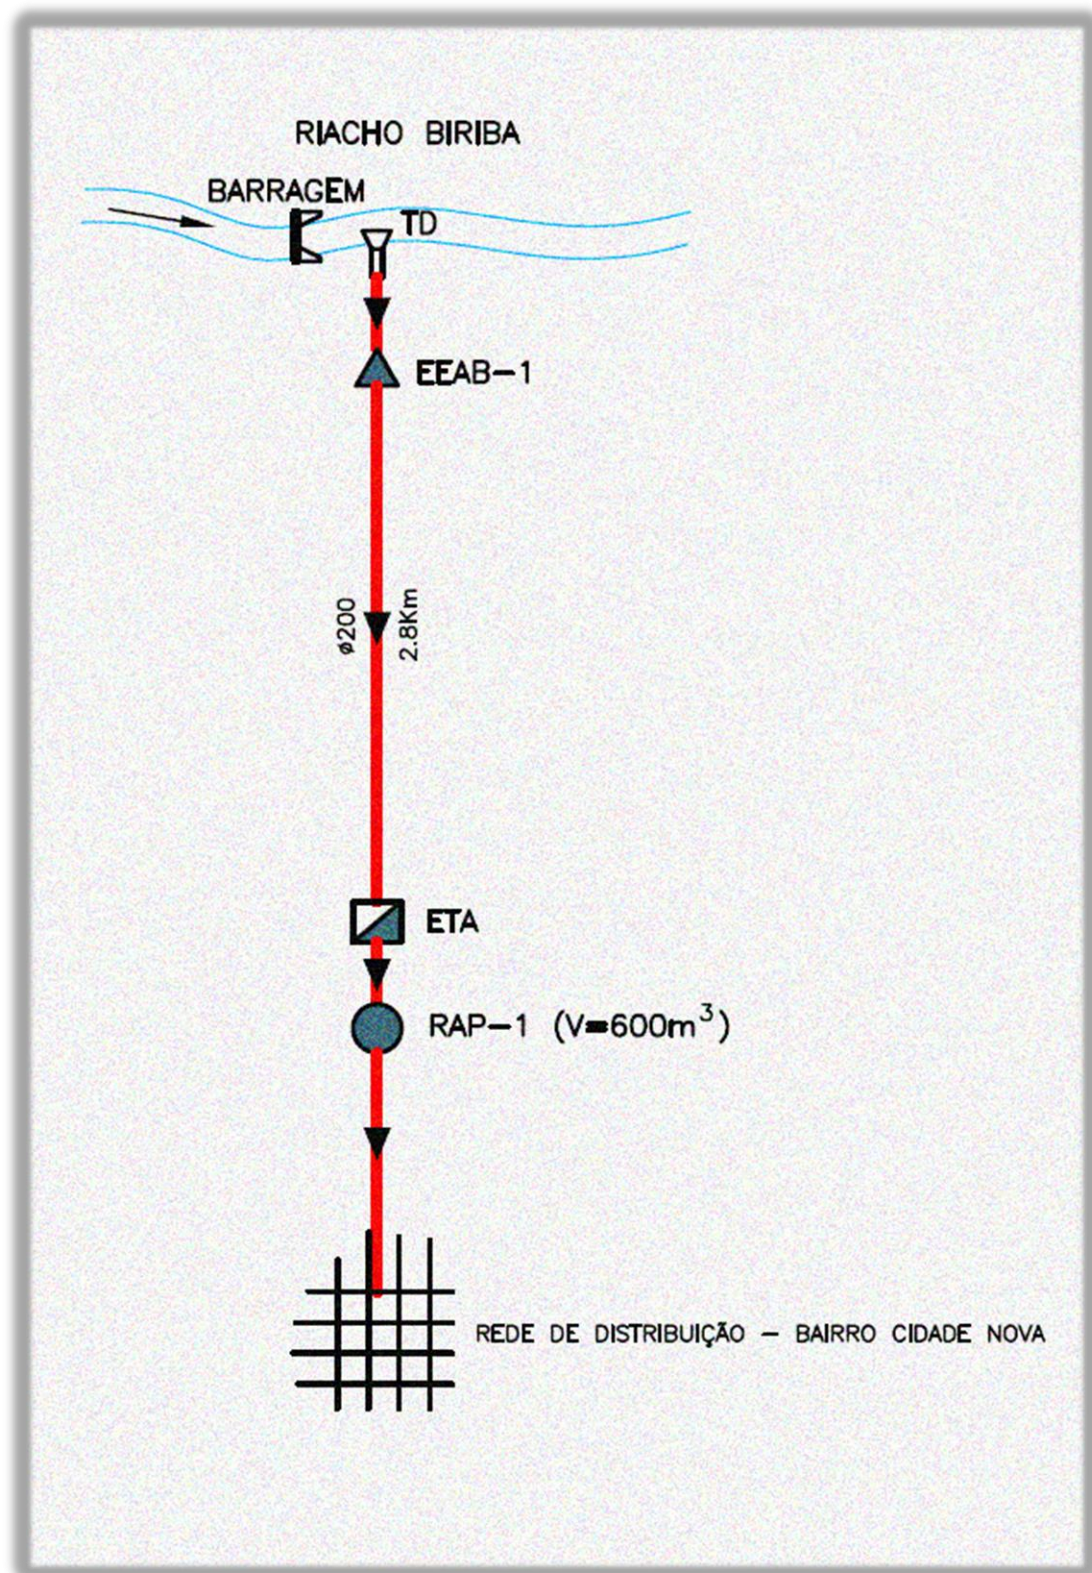 RIACHO BIRIBA
BARRAGEM
TD
EEAB-1
ø200
2.8Km
ETA
RAP-1 (V=600m³)
REDE DE DISTRIBUIÇÃO - BAIRRO CIDADE NOVA